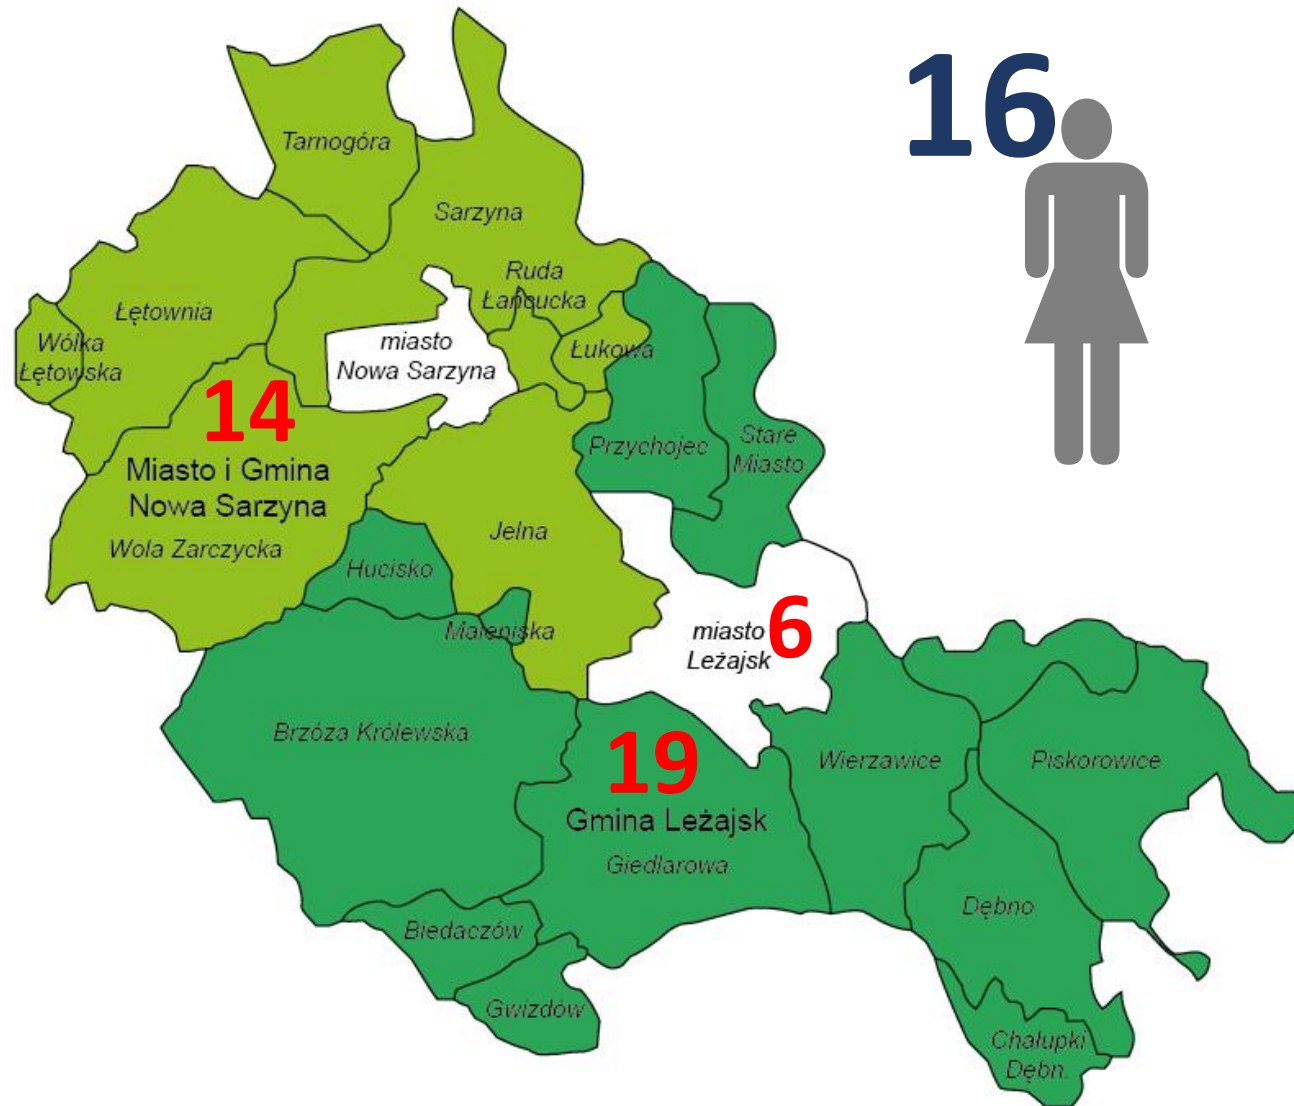 16
Tarnogóra
Sarzyna
Ruda
Łańcucka
Łętownia
Wólka
Łętowska
miasto
Nowa Sarzyna
Łukowa
14
Miasto i Gmina
Nowa Sarzyna
Wola Zarczycka
Przychojec
Stare
Miasto
Jelna
Hucisko
Maleniska
miasto
Leżajsk
6
Brzóza Królewska
19
Gmina Leżajsk
Giedlarowa
Wierzawice
Piskorowice
Dębno
Biedaczów
Gwizdów
Chałupki
Dębn.